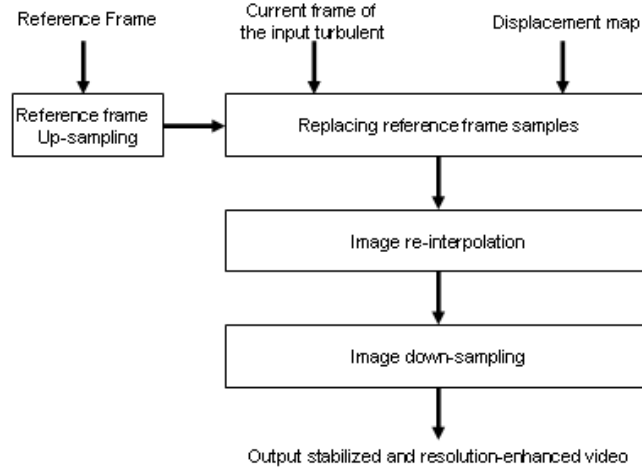 Reference Frame
Current frame of
the input turbulent
Displacement map
Reference frame
Up-sampling
Replacing reference frame samples
Image re-interpolation
Image down-sampling
Output stabilized and resolution-enhanced video